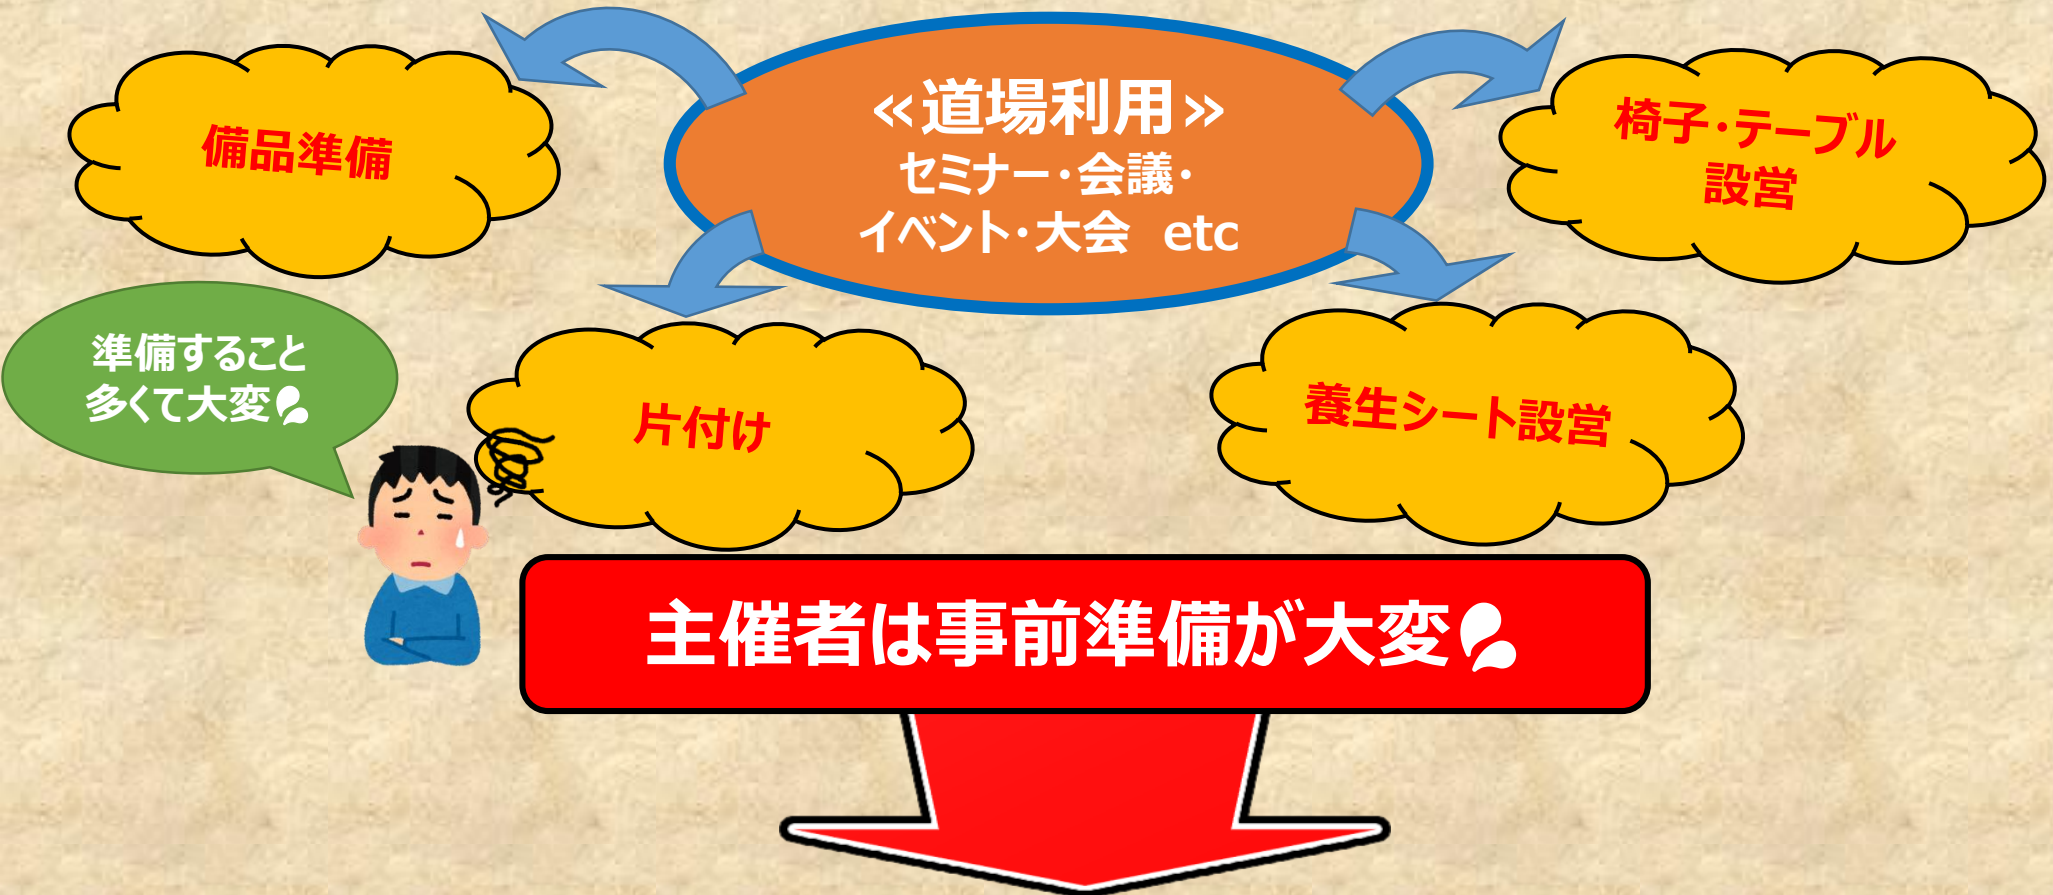 ≪道場利用≫
セミナー・会議・
イベント・大会 etc
備品準備
椅子・テーブル
設営
準備すること
多くて大変💦
片付け
養生シート設営
主催者は事前準備が大変💦